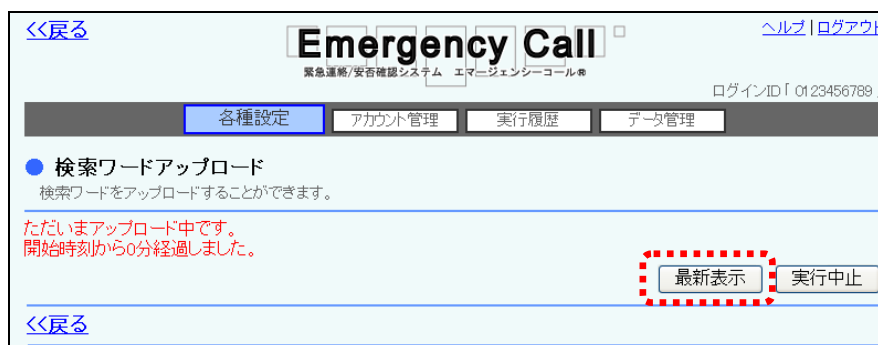 <<戻る
ヘルプ | ログアウト
Emergency Call
緊急連絡/安否確認システム エマージェンシーコール®
ログインID「 0123456789 」
各種設定 アカウント管理 実行履歴 データ管理
● 検索ワードアップロード
検索ワードをアップロードすることができます。
ただいまアップロード中です。
開始時刻から0分経過しました。
最新表示 実行中止
<<戻る